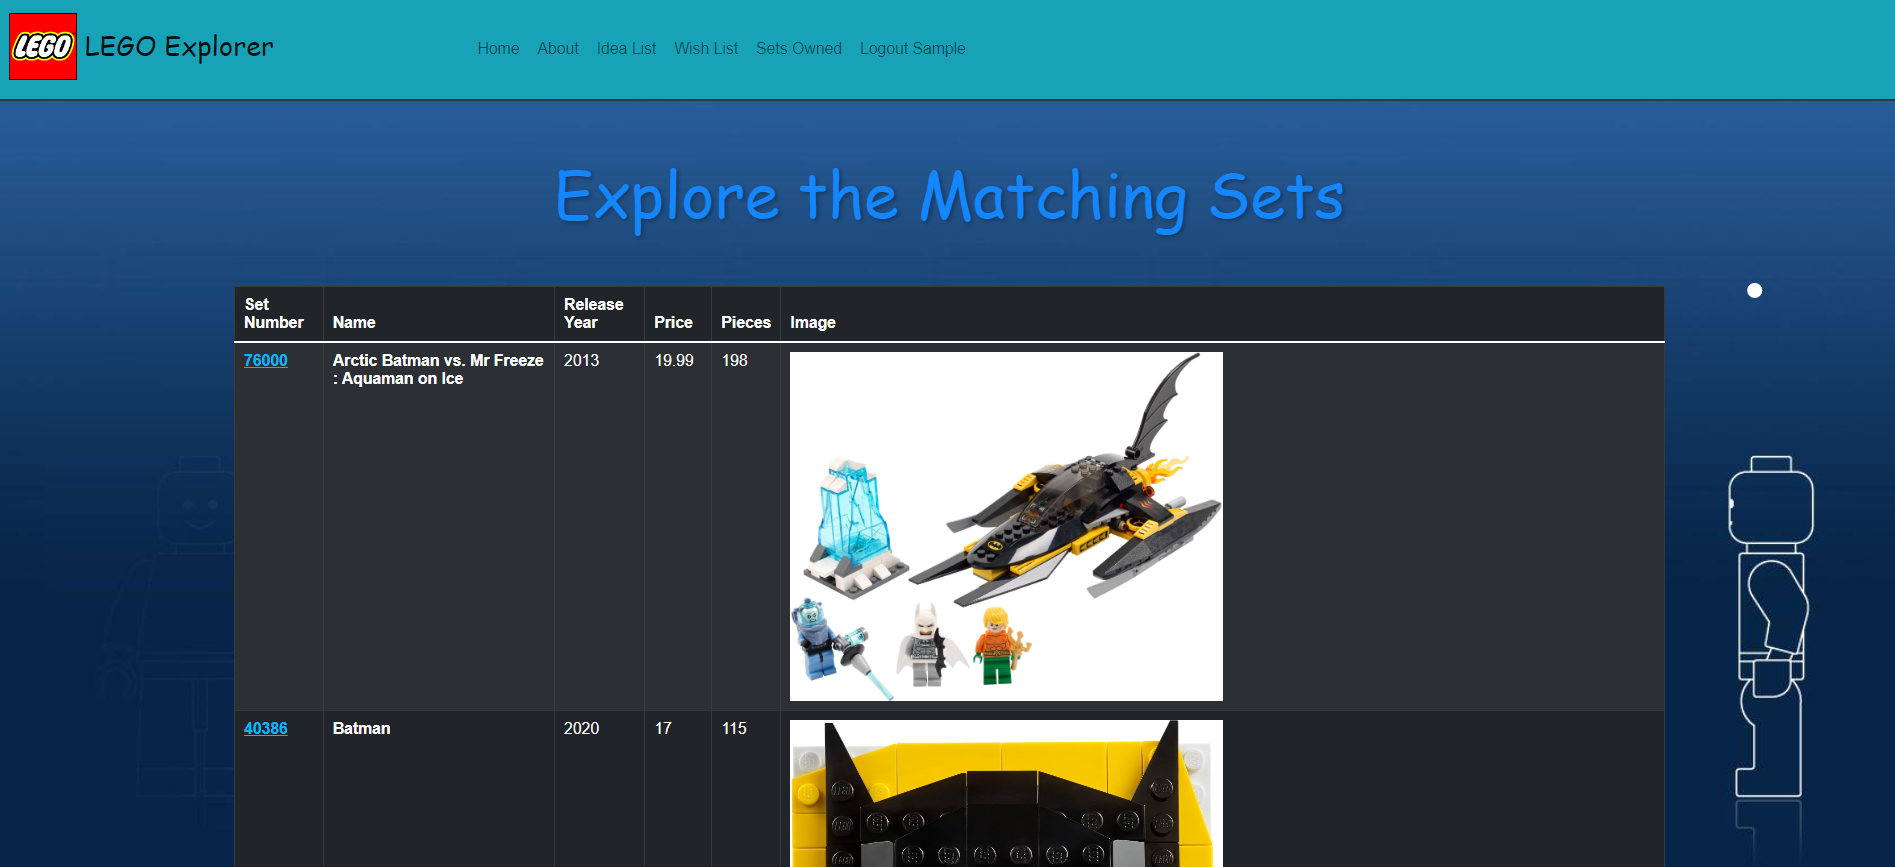 LEGO LEGO Explorer
Home About Idea List Wish List Sets Owned Logout Sample
Explore the Matching Sets
Set Number Name Release Year Price Pieces Image
76000 Arctic Batman vs. Mr Freeze 2013 19.99 198
: Aquaman on Ice
40386 Batman 2020 17 115